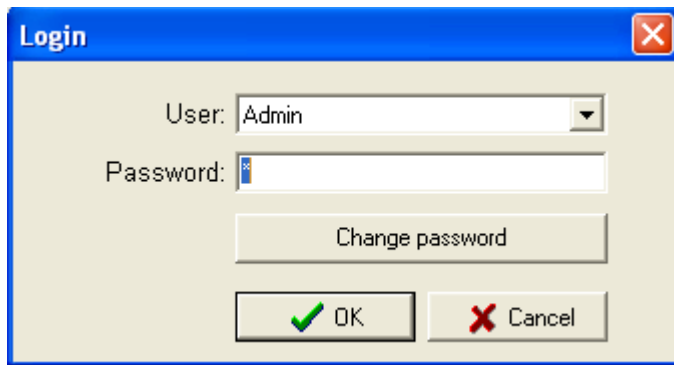 Login
User: Admin
Password: *
Change password
OK Cancel